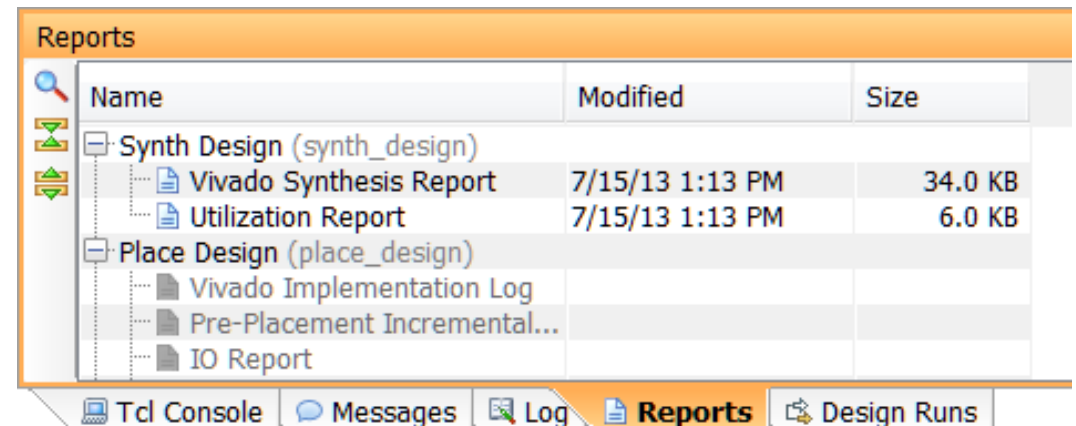 Reports
Name Modified Size
Synth Design (synth_design)
Vivado Synthesis Report 7/15/13 1:13 PM 34.0 KB
Utilization Report 7/15/13 1:13 PM 6.0 KB
Place Design (place_design)
Vivado Implementation Log
Pre-Placement Incremental...
IO Report
Tcl Console Messages Log Reports Design Runs